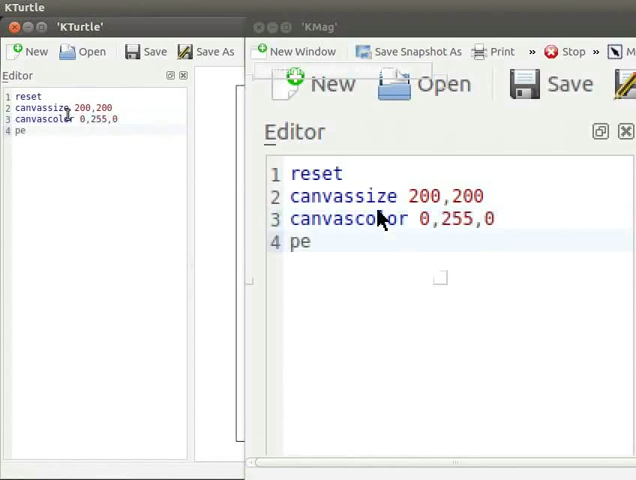 KTurtle
'KTurtle'
New Open Save Save As
Editor
1 reset
2 canvassize 200,200
3 canvascolor 0,255,0
4 pe
'KMag'
New Window Save Snapshot As Print » Stop » M
New Open Save
Editor
1 reset
2 canvassize 200,200
3 canvascolor 0,255,0
4 pe